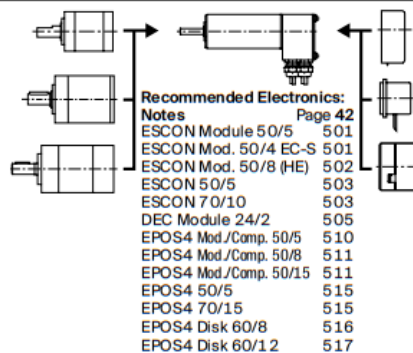 Recommended Electronics:
Notes Page 42
ESCON Module 50/5 501
ESCON Mod. 50/4 EC-S 501
ESCON Mod. 50/8 (HE) 502
ESCON 50/5 503
ESCON 70/10 503
DEC Module 24/2 505
EPOS4 Mod./Comp. 50/5 510
EPOS4 Mod./Comp. 50/8 511
EPOS4 Mod./Comp. 50/15 511
EPOS4 50/5 515
EPOS4 70/15 515
EPOS4 Disk 60/8 516
EPOS4 Disk 60/12 517